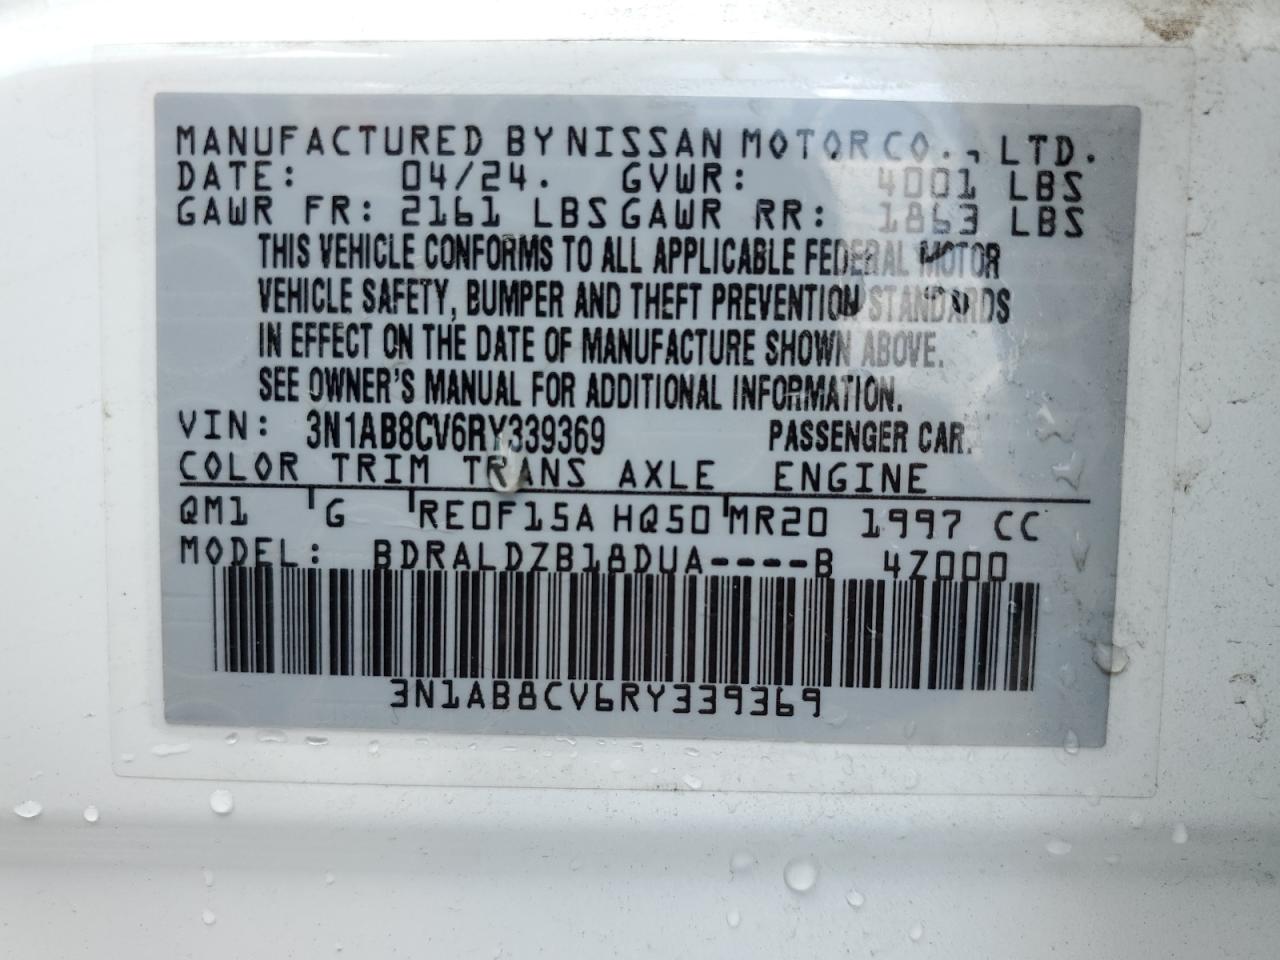 MANUFACTURED BY NISSAN MOTOR CO., LTD.
DATE: 04/24. GVWR: 4001 LBS
GAWR FR: 2161 LBS GAWR RR: 1863 LBS
THIS VEHICLE CONFORMS TO ALL APPLICABLE FEDERAL MOTOR
VEHICLE SAFETY, BUMPER AND THEFT PREVENTION STANDARDS
IN EFFECT ON THE DATE OF MANUFACTURE SHOWN ABOVE.
SEE OWNER'S MANUAL FOR ADDITIONAL INFORMATION.
VIN: 3N1AB8CV6RY339369 PASSENGER CAR.
COLOR TRIM TRANS AXLE ENGINE
QM1 G RE0F15A HQ50 MR20 1997 CC
MODEL: BDRALDZB18DUA----B 4Z000
3N1AB8CV6RY339369